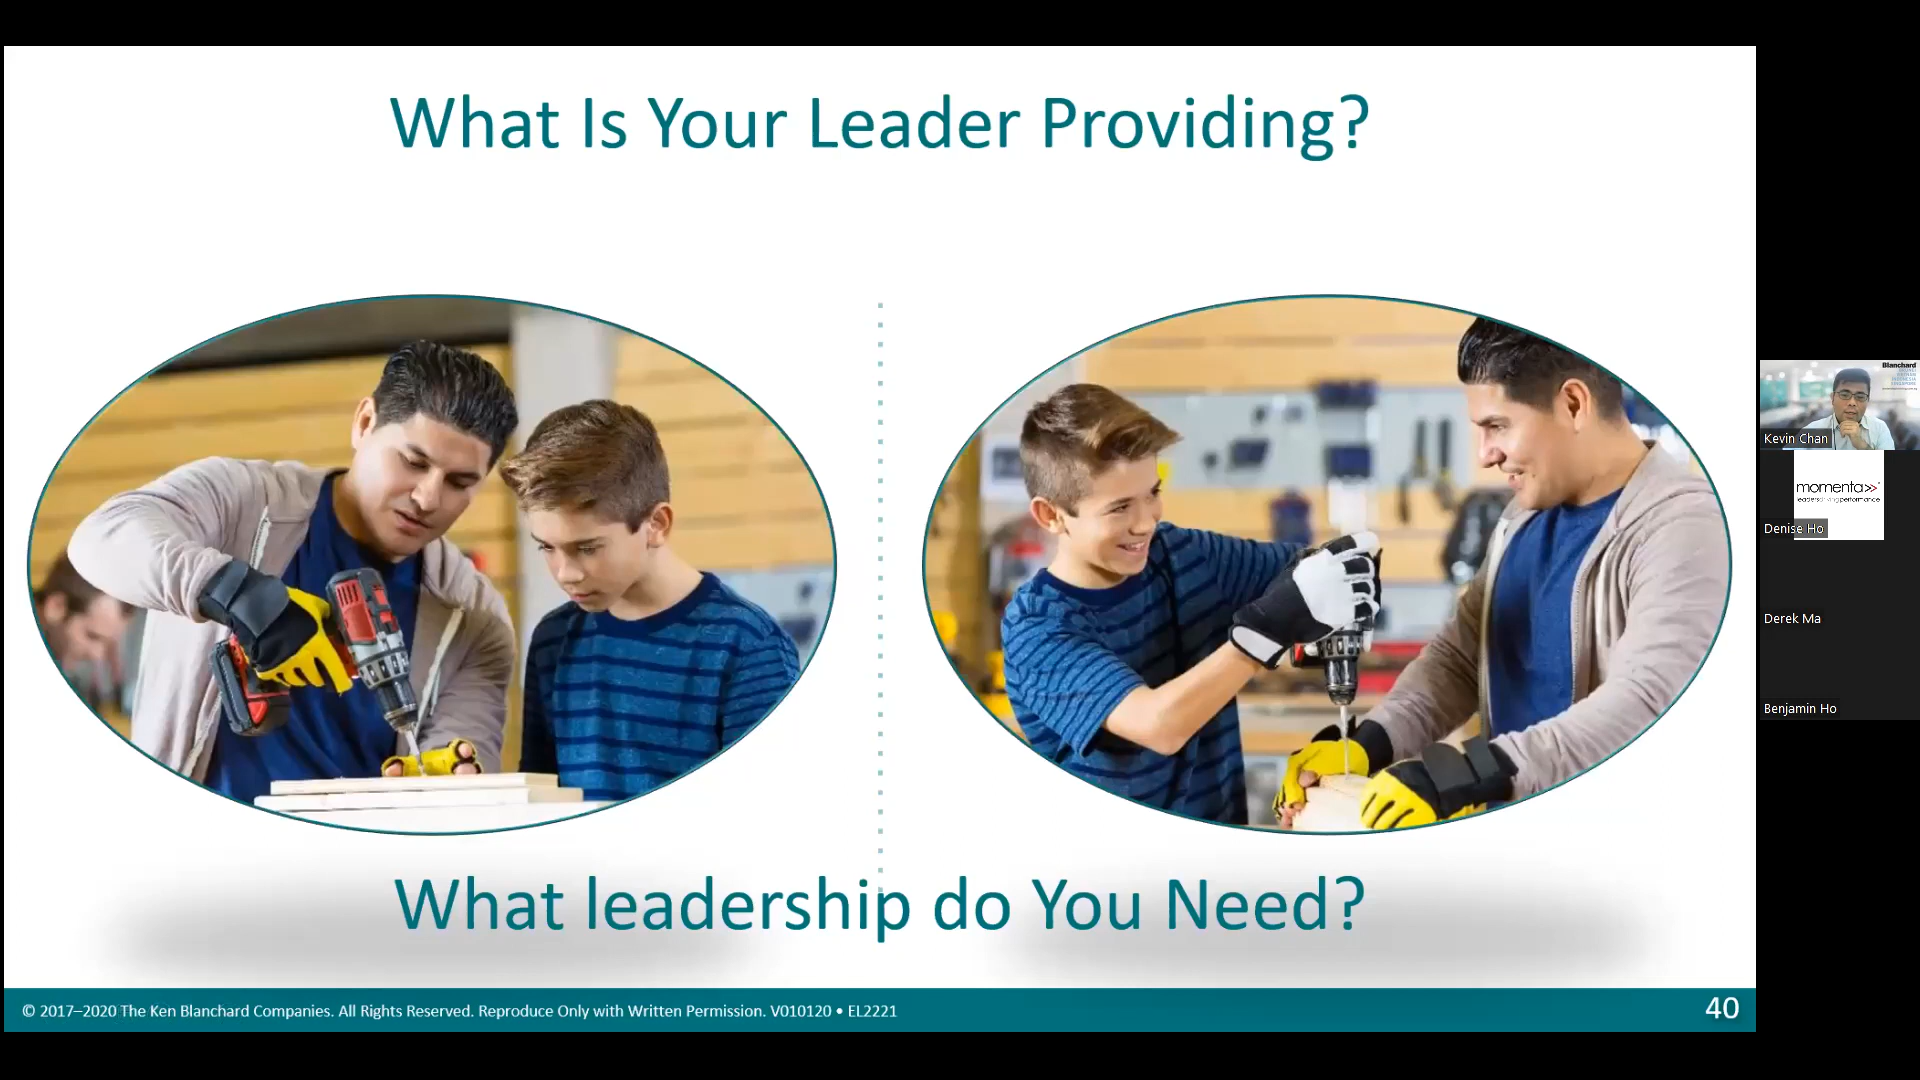 What Is Your Leader Providing?
What leadership do You Need?
© 2017–2020 The Ken Blanchard Companies. All Rights Reserved. Reproduce Only with Written Permission. V010120 • EL2221
40
Blanchard
Kevin Chan
momenta>>
leadersdrivingperformance
Denise Ho
Derek Ma
Benjamin Ho